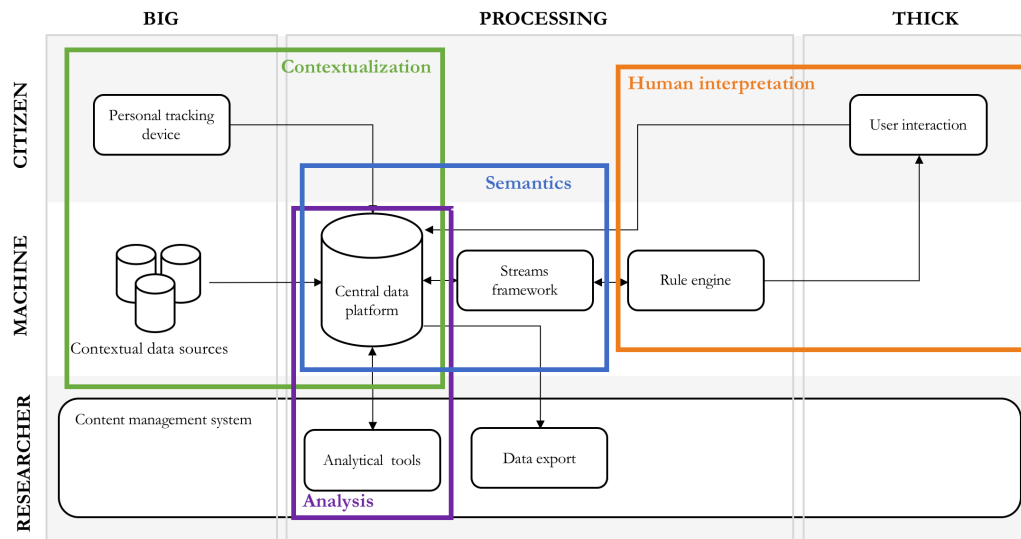 BIG
PROCESSING
THICK
CITIZEN
MACHINE
RESEARCHER
Contextualization
Human interpretation
Personal tracking
device
User interaction
Semantics
Central data
platform
Streams
framework
Rule engine
Contextual data sources
Content management system
Analytical tools
Data export
Analysis